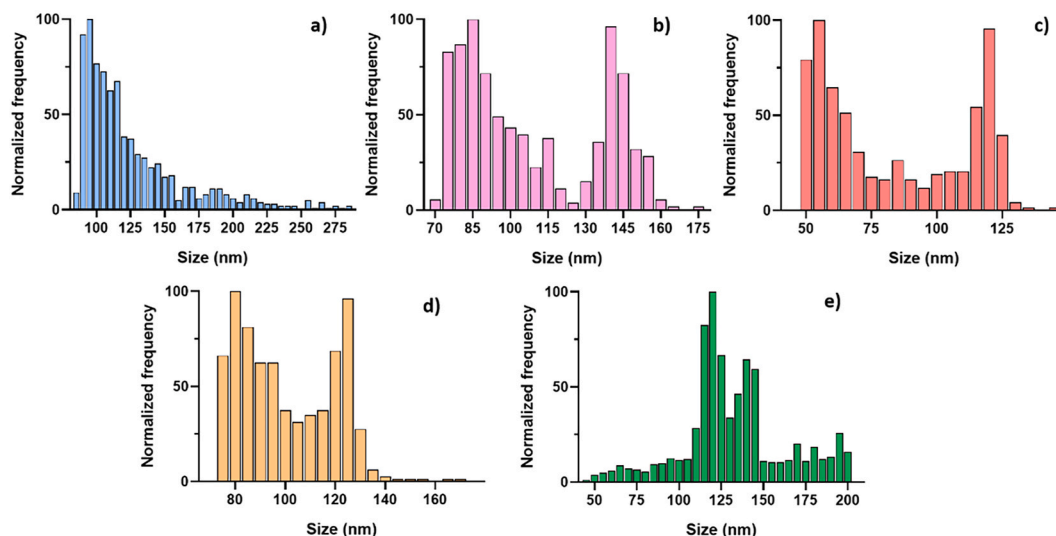 a)
Normalized frequency
100
50
0
100 125 150 175 200 225 250 275
Size (nm)
b)
Normalized frequency
100
50
0
70 85 100 115 130 145 160 175
Size (nm)
c)
Normalized frequency
100
50
0
50 75 100 125
Size (nm)
d)
Normalized frequency
100
50
0
80 100 120 140 160
Size (nm)
e)
Normalized frequency
100
50
0
50 75 100 125 150 175 200
Size (nm)